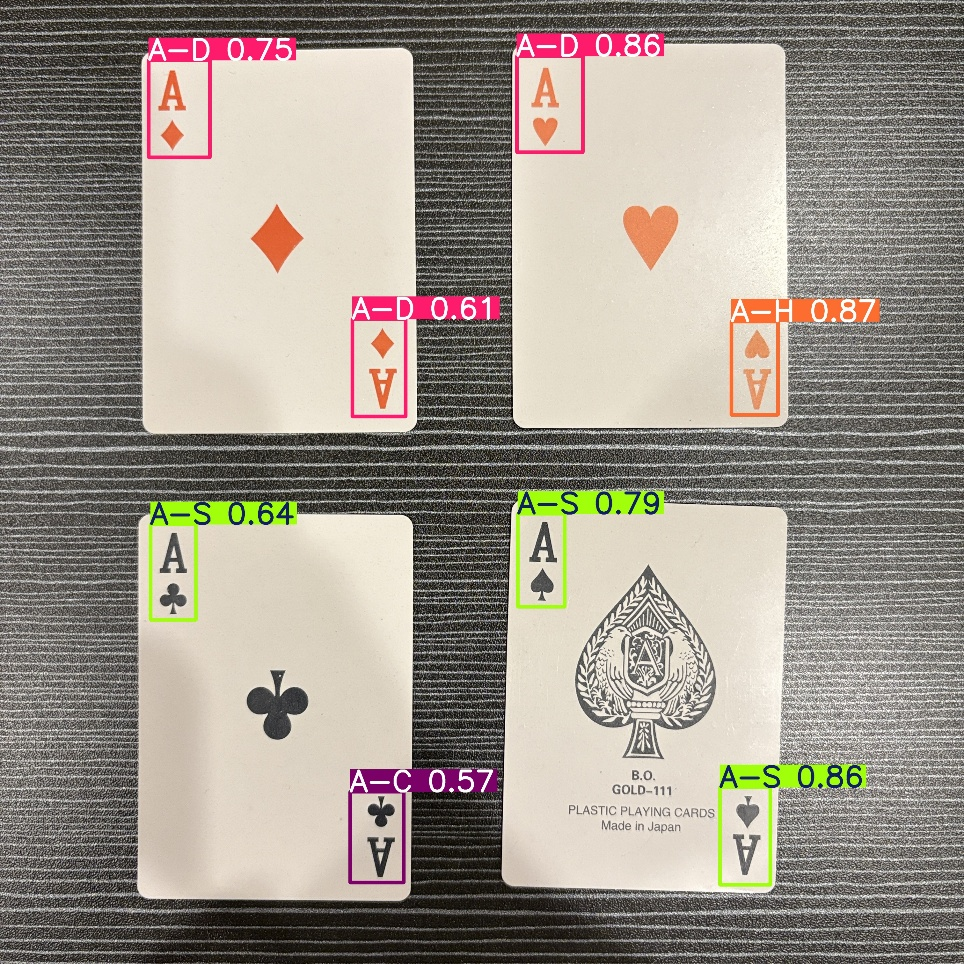 A-D 0.75
A
A-D 0.61
A
A-D 0.86
A
A-H 0.87
A
A-S 0.64
A
A-C 0.57
A
A-S 0.79
A
A
B.O.
GOLD-111
PLASTIC PLAYING CARDS
Made in Japan
A-S 0.86
A